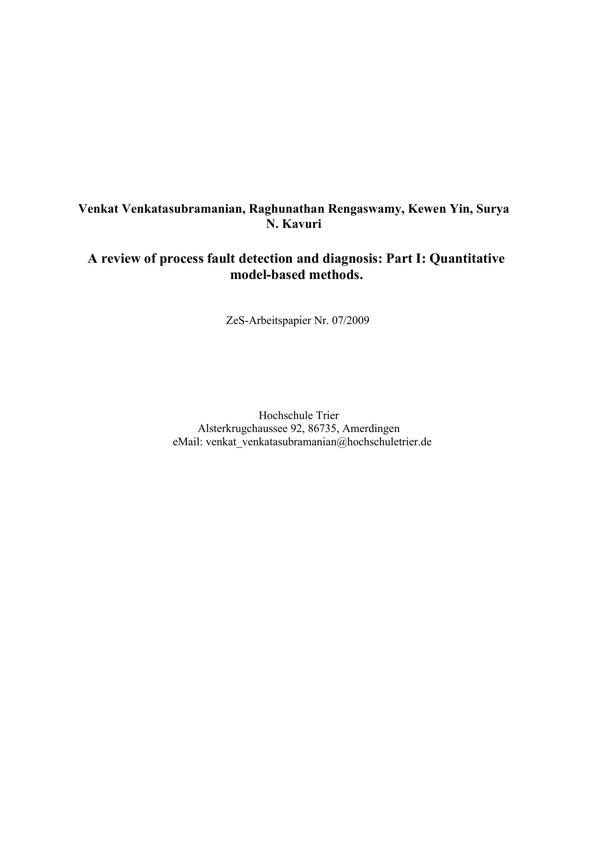 Venkat Venkatasubramanian, Raghunathan Rengaswamy, Kewen Yin, Surya
N. Kavuri
A review of process fault detection and diagnosis: Part I: Quantitative
model-based methods.
ZeS-Arbeitspapier Nr. 07/2009
Hochschule Trier
Alsterkrugchaussee 92, 86735, Amerdingen
eMail: venkat_venkatasubramanian@hochschuletrier.de